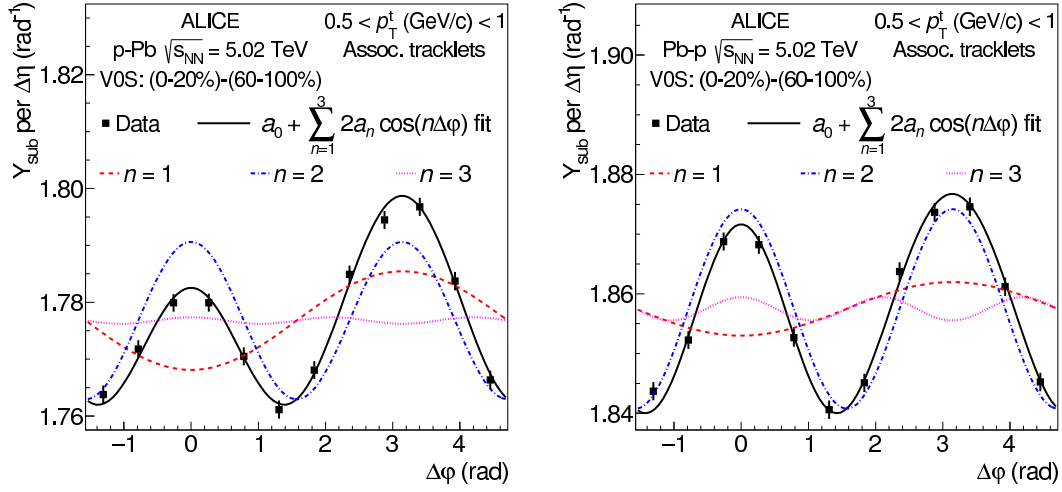 ALICE
0.5 < p_T^t (GeV/c) < 1
p-Pb √s_NN = 5.02 TeV
Assoc. tracklets
V0S: (0-20%)-(60-100%)
Data
a_0 + ∑_{n=1}^{3} 2a_n cos(nΔφ) fit
n = 1
n = 2
n = 3
Y_sub per Δη (rad⁻¹)
1.82
1.80
1.78
1.76
−1 0 1 2 3 4
Δφ (rad)
ALICE
0.5 < p_T^t (GeV/c) < 1
Pb-p √s_NN = 5.02 TeV
Assoc. tracklets
V0S: (0-20%)-(60-100%)
Data
a_0 + ∑_{n=1}^{3} 2a_n cos(nΔφ) fit
n = 1
n = 2
n = 3
Y_sub per Δη (rad⁻¹)
1.90
1.88
1.86
1.84
−1 0 1 2 3 4
Δφ (rad)